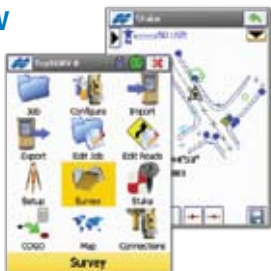 W
Stake
TopSURV 8
Job
Configure
Import
Export
Edit Job
Edit Roads
Setup
Survey
Stake
COGO
Map
Connections
Survey